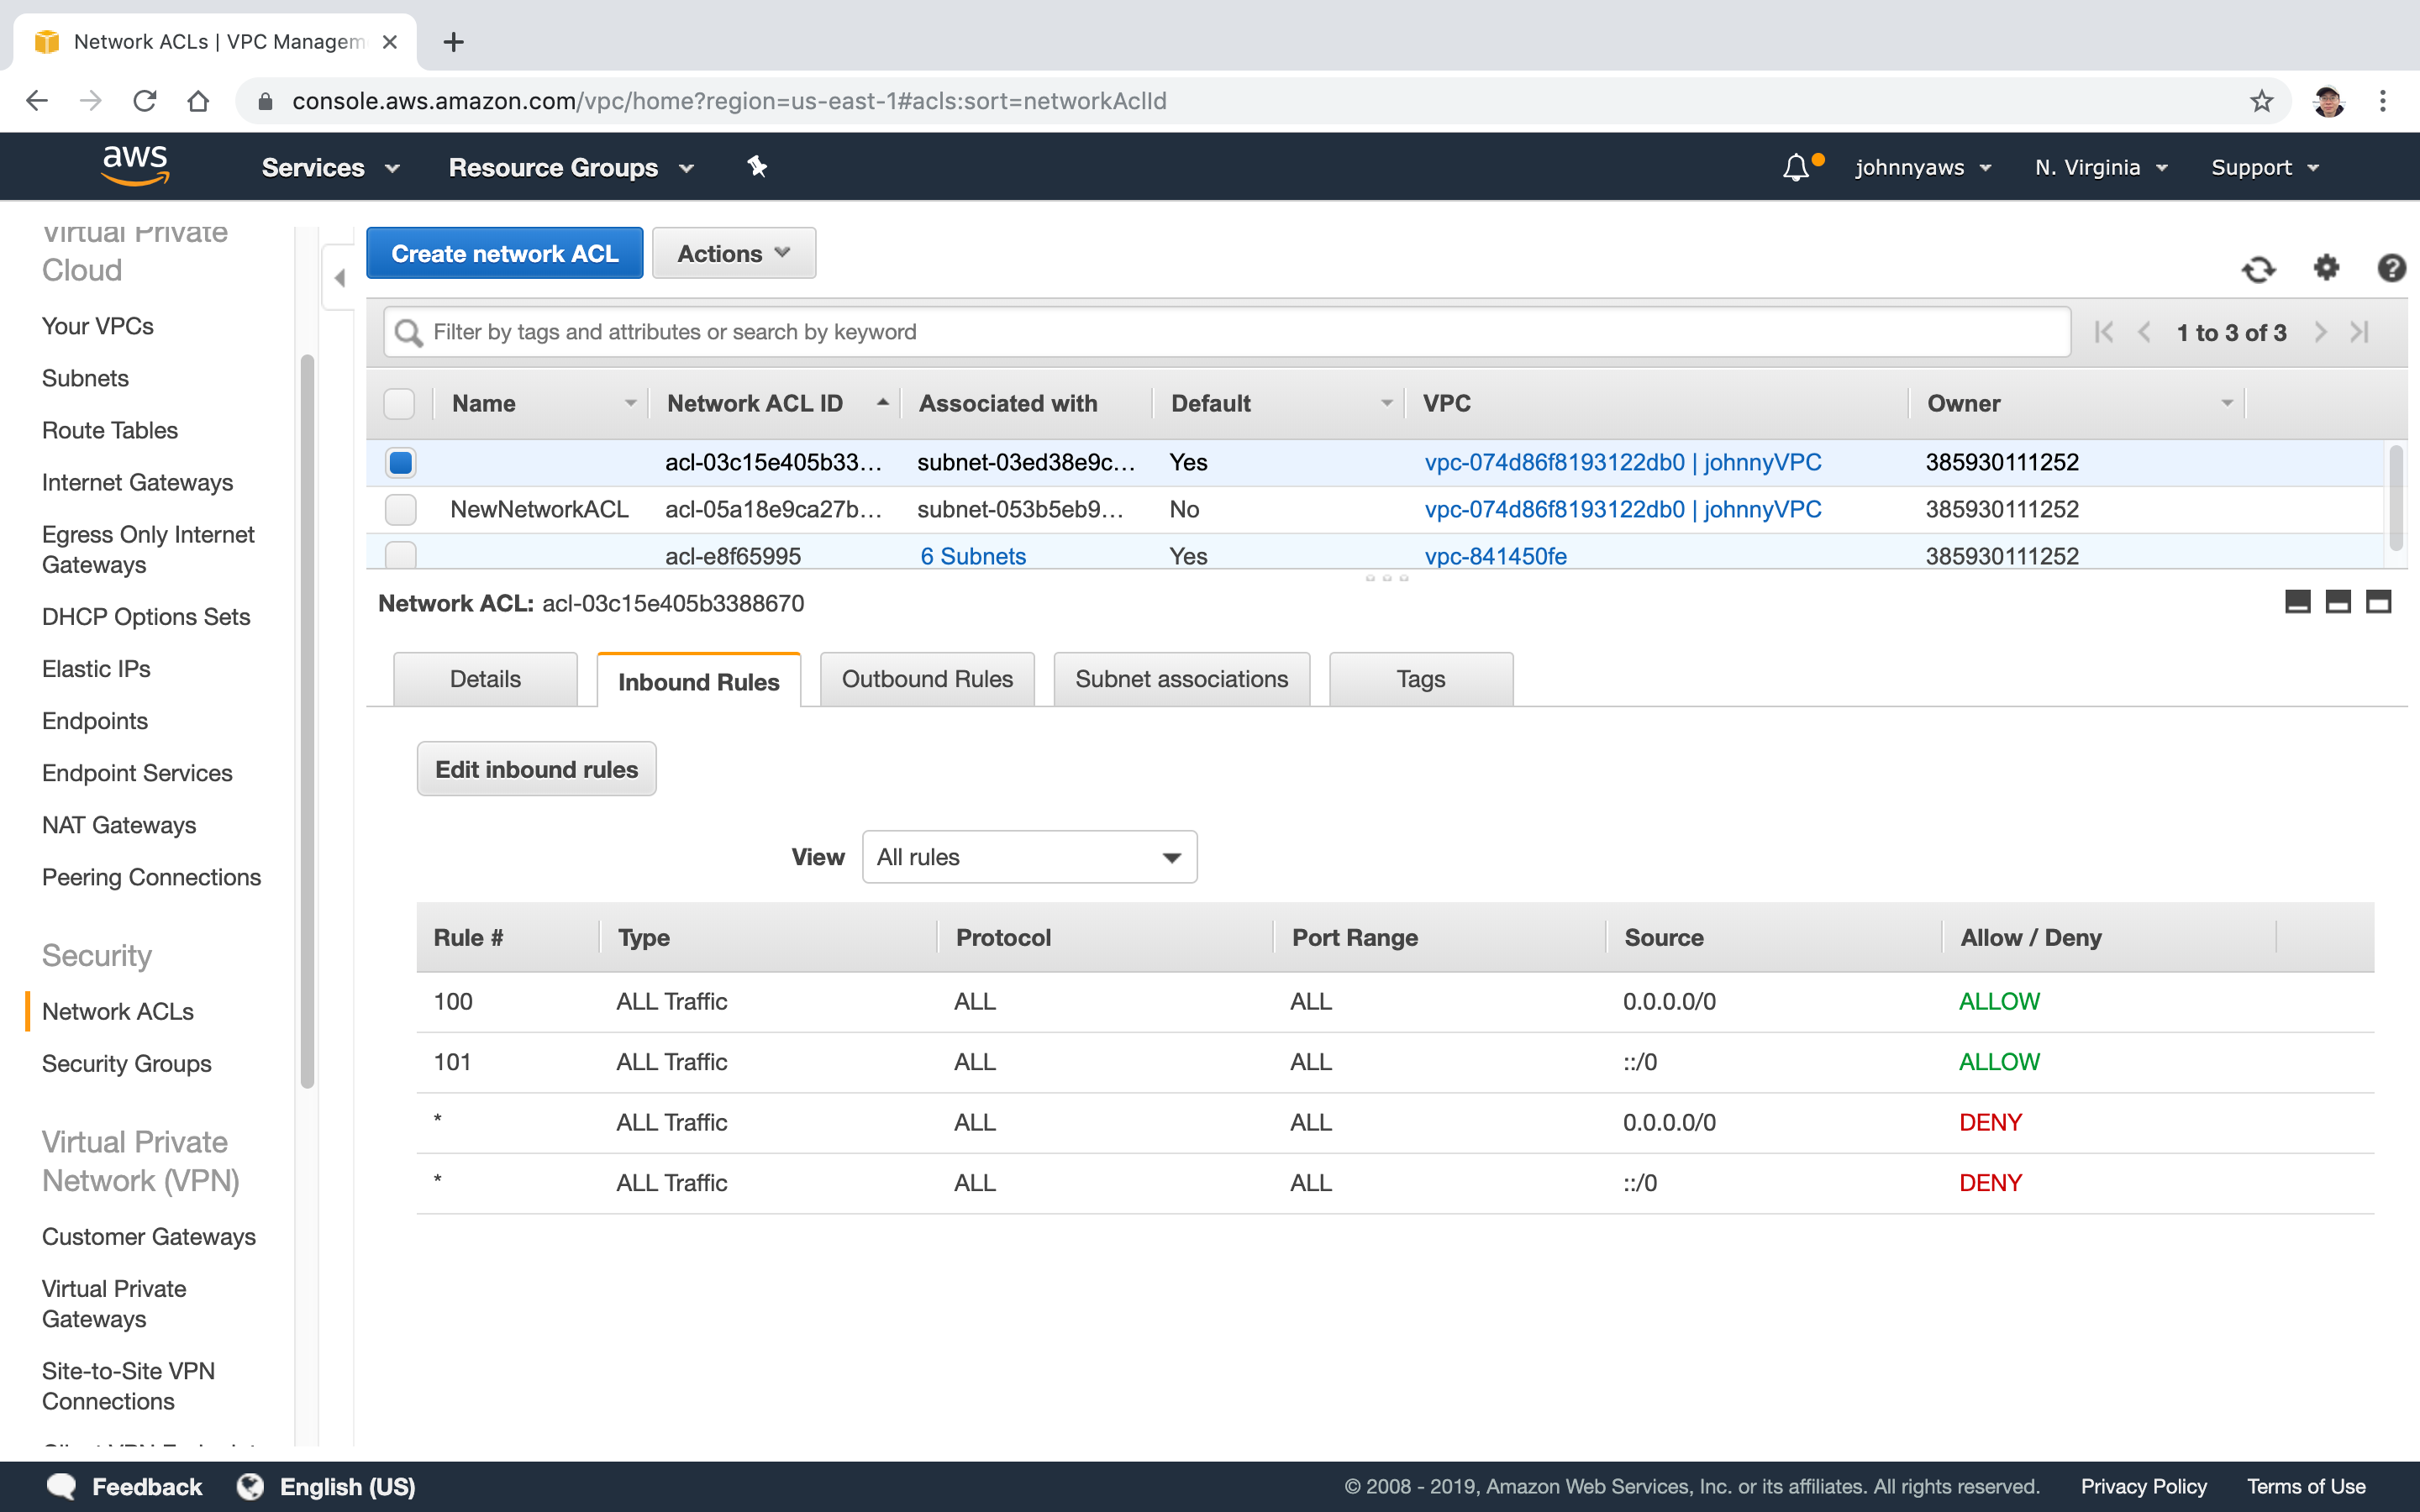 Network ACLs | VPC Managem
console.aws.amazon.com/vpc/home?region=us-east-1#acls:sort=networkAclId
aws
Services
Resource Groups
johnnyaws
N. Virginia
Support
Virtual Private
Cloud
Your VPCs
Subnets
Route Tables
Internet Gateways
Egress Only Internet
Gateways
DHCP Options Sets
Elastic IPs
Endpoints
Endpoint Services
NAT Gateways
Peering Connections
Security
Network ACLs
Security Groups
Virtual Private
Network (VPN)
Customer Gateways
Virtual Private
Gateways
Site-to-Site VPN
Connections
Create network ACL
Actions
Filter by tags and attributes or search by keyword
1 to 3 of 3
Name Network ACL ID Associated with Default VPC Owner
acl-03c15e405b33... subnet-03ed38e9c... Yes vpc-074d86f8193122db0 | johnnyVPC 385930111252
NewNetworkACL acl-05a18e9ca27b... subnet-053b5eb9... No vpc-074d86f8193122db0 | johnnyVPC 385930111252
acl-e8f65995 6 Subnets Yes vpc-841450fe 385930111252
Network ACL: acl-03c15e405b3388670
Details
Inbound Rules
Outbound Rules
Subnet associations
Tags
Edit inbound rules
View All rules
Rule # Type Protocol Port Range Source Allow / Deny
100 ALL Traffic ALL ALL 0.0.0.0/0 ALLOW
101 ALL Traffic ALL ALL ::/0 ALLOW
* ALL Traffic ALL ALL 0.0.0.0/0 DENY
* ALL Traffic ALL ALL ::/0 DENY
Feedback
English (US)
© 2008 - 2019, Amazon Web Services, Inc. or its affiliates. All rights reserved.
Privacy Policy
Terms of Use